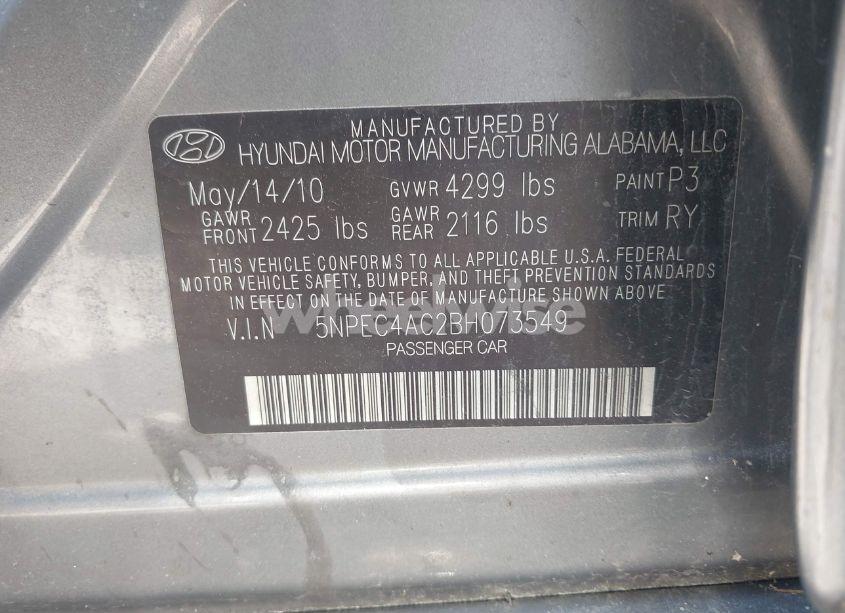 MANUFACTURED BY
HYUNDAI MOTOR MANUFACTURING ALABAMA, LLC
May/14/10 GVWR 4299 lbs PAINT P3
GAWR FRONT 2425 lbs GAWR REAR 2116 lbs TRIM RY
THIS VEHICLE CONFORMS TO ALL APPLICABLE U.S.A. FEDERAL
MOTOR VEHICLE SAFETY, BUMPER, AND THEFT PREVENTION STANDARDS
IN EFFECT ON THE DATE OF MANUFACTURE SHOWN ABOVE.
wheelwise
V.I.N 5NPEC4AC2BH073549
PASSENGER CAR